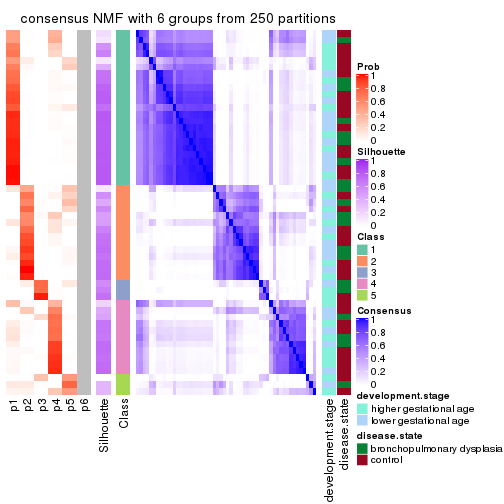 consensus NMF with 6 groups from 250 partitions
Prob
1
0.8
0.6
0.4
0.2
0
Silhouette
1
0.8
0.6
0.4
0.2
0
Class
1
2
3
4
5
Consensus
1
0.8
0.6
0.4
0.2
0
development.stage
higher gestational age
lower gestational age
disease.state
bronchopulmonary dysplasia
control
p1
p2
p3
p4
p5
p6
Silhouette
Class
development.stage
disease.state